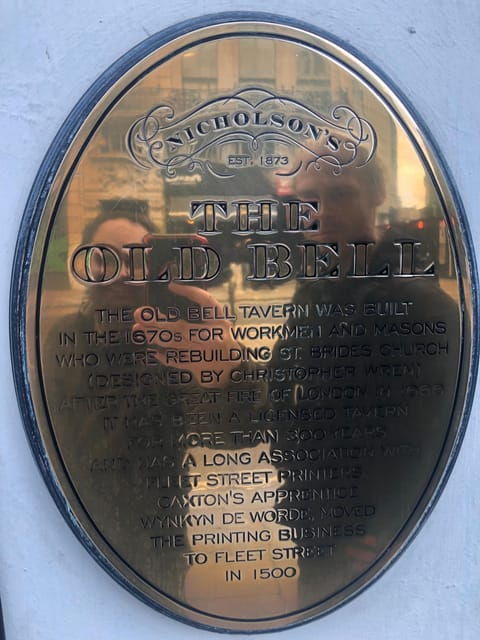 NICHOLSON'S
EST. 1873
THE
OLD BELL
THE OLD BELL TAVERN WAS BUILT
IN THE 1670s FOR WORKMEN AND MASONS
WHO WERE REBUILDING ST. BRIDES CHURCH
(DESIGNED BY CHRISTOPHER WREN)
AFTER THE GREAT FIRE OF LONDON IN 1666
IT HAS BEEN A LICENSED TAVERN
FOR MORE THAN 300 YEARS
AND HAS A LONG ASSOCIATION WITH
FLEET STREET PRINTERS
CAXTON'S APPRENTICE
WYNKYN DE WORDE, MOVED
THE PRINTING BUSINESS
TO FLEET STREET
IN 1500